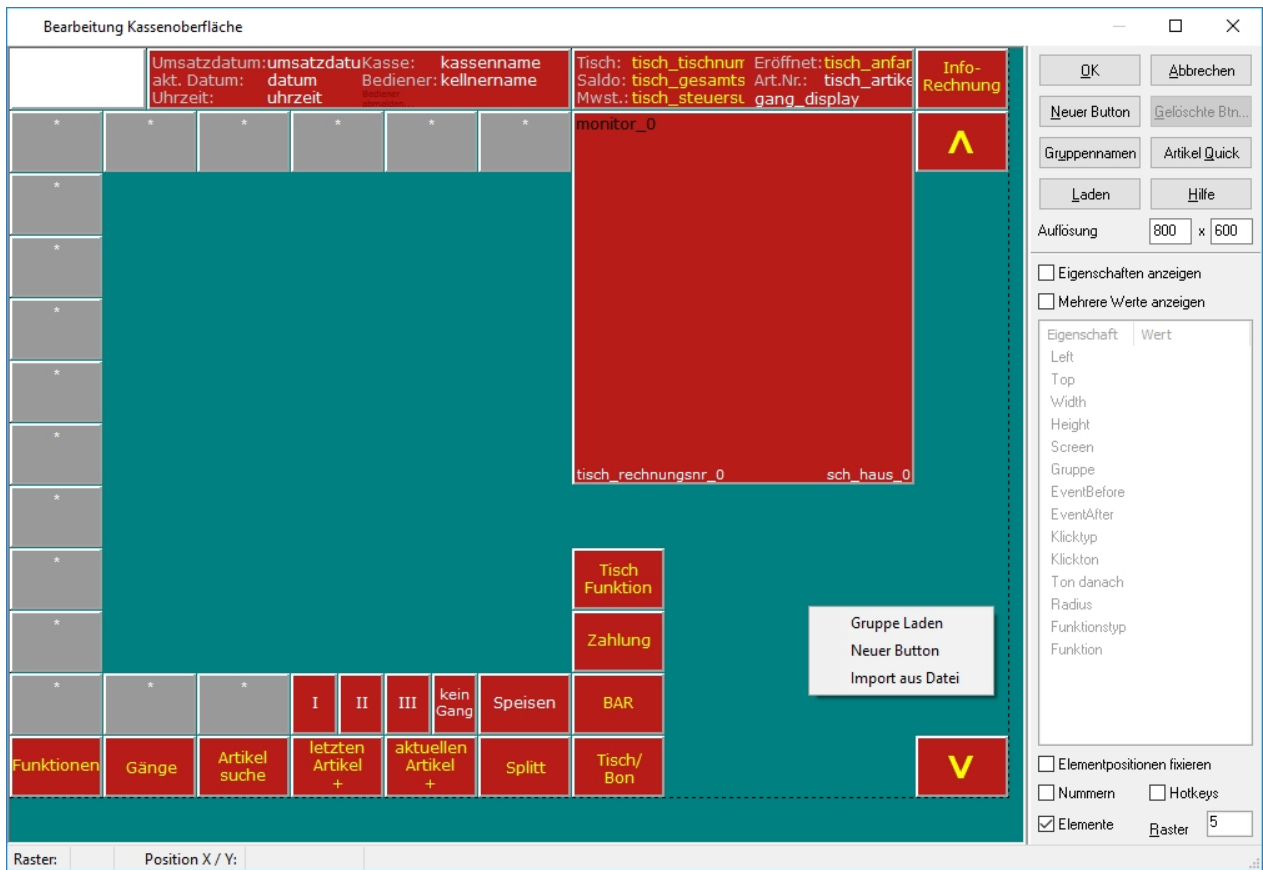 Bearbeitung Kassenoberfläche
Umsatzdatum: umsatzdatu Kasse: kassenname
akt. Datum: datum Bediener: kellnername
Uhrzeit: uhrzeit Bediener
abmelden...
Tisch: tisch_tischnum Eröffnet: tisch_anfar
Saldo: tisch_gesamts Art.Nr.: tisch_artike
Mwst.: tisch_steuersu gang_display
Info-
Rechnung
* * * * * *
monitor_0
Λ
*
*
*
*
*
*
tisch_rechnungsnr_0 sch_haus_0
*
Tisch
Funktion
*
Zahlung
* * *
I II III kein
Gang
Speisen
BAR
Funktionen
Gänge
Artikel
suche
letzten
Artikel
+
aktuellen
Artikel
+
Splitt
Tisch/
Bon
V
Gruppe Laden
Neuer Button
Import aus Datei
OK Abbrechen
Neuer Button Gelöschte Btn...
Gruppennamen Artikel Quick
Laden Hilfe
Auflösung 800 x 600
Eigenschaften anzeigen
Mehrere Werte anzeigen
Eigenschaft Wert
Left
Top
Width
Height
Screen
Gruppe
EventBefore
EventAfter
Klicktyp
Klickton
Ton danach
Radius
Funktionstyp
Funktion
Elementpositionen fixieren
Nummern Hotkeys
Elemente Raster 5
Raster: Position X / Y: